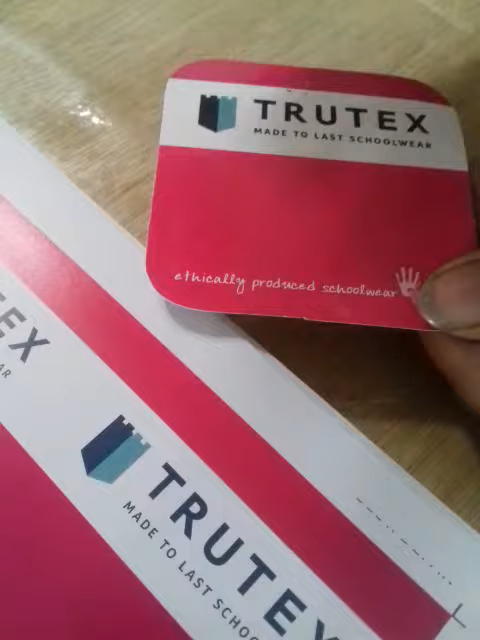 TRUTEX
MADE TO LAST SCHOOLWEAR
ethically produced schoolwear
EX
AR
TRUTEX
MADE TO LAST SCHO